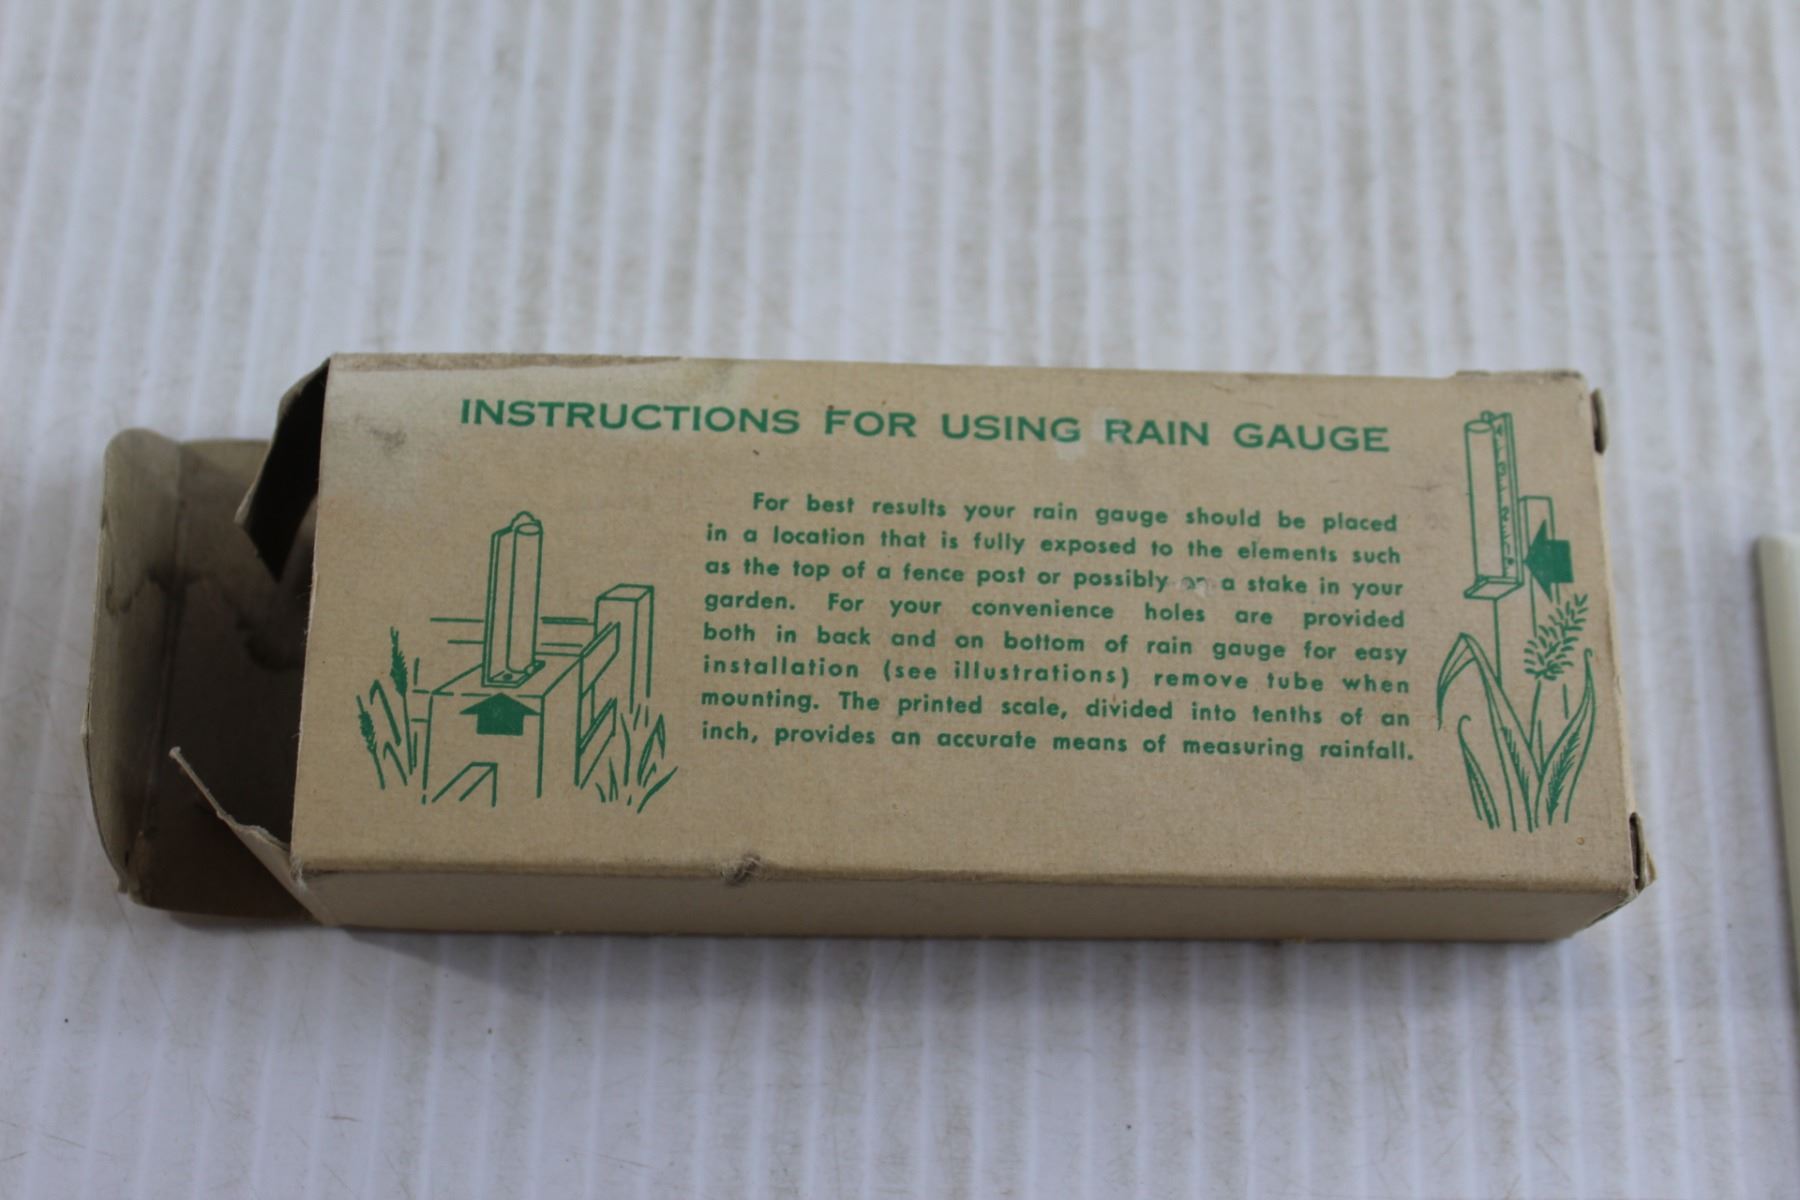 INSTRUCTIONS FOR USING RAIN GAUGE
For best results your rain gauge should be placed
in a location that is fully exposed to the elements such
as the top of a fence post or possibly on a stake in your
garden. For your convenience holes are provided
both in back and on bottom of rain gauge for easy
installation (see illustrations) remove tube when
mounting. The printed scale, divided into tenths of an
inch, provides an accurate means of measuring rainfall.